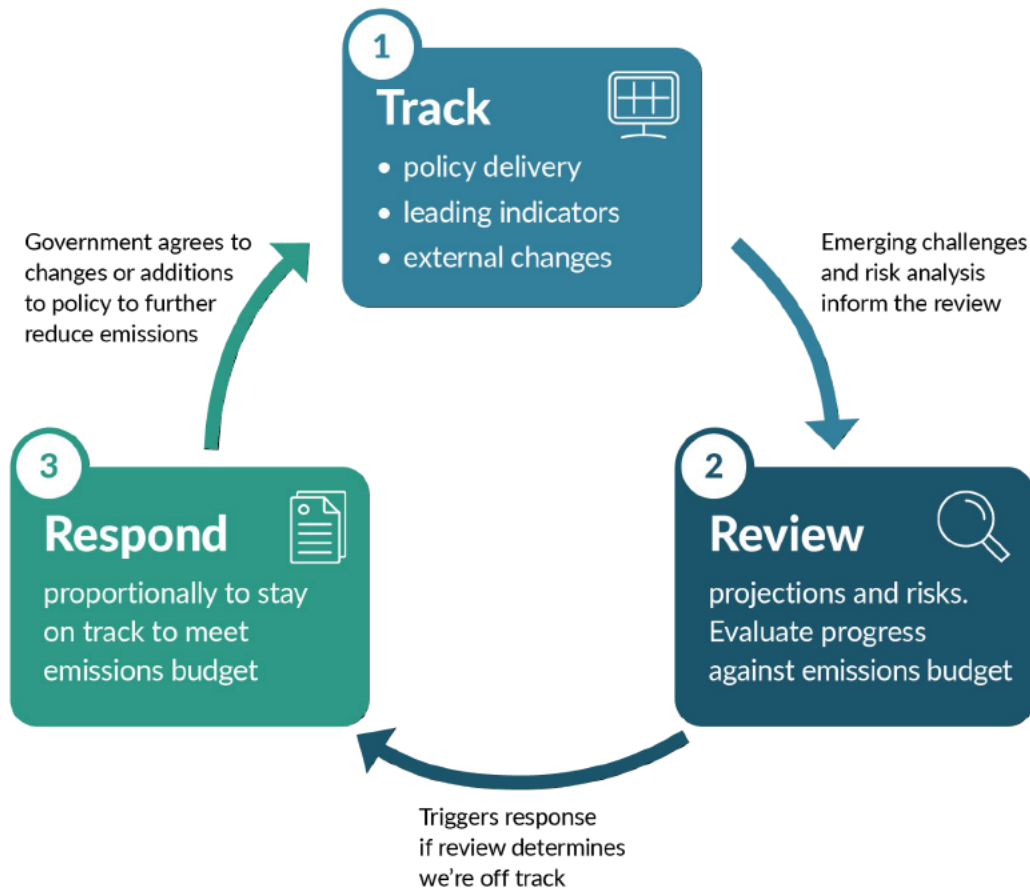 1
Track
• policy delivery
• leading indicators
• external changes
Emerging challenges
and risk analysis
inform the review
2
Review
projections and risks.
Evaluate progress
against emissions budget
Triggers response
if review determines
we're off track
3
Respond
proportionally to stay
on track to meet
emissions budget
Government agrees to
changes or additions
to policy to further
reduce emissions